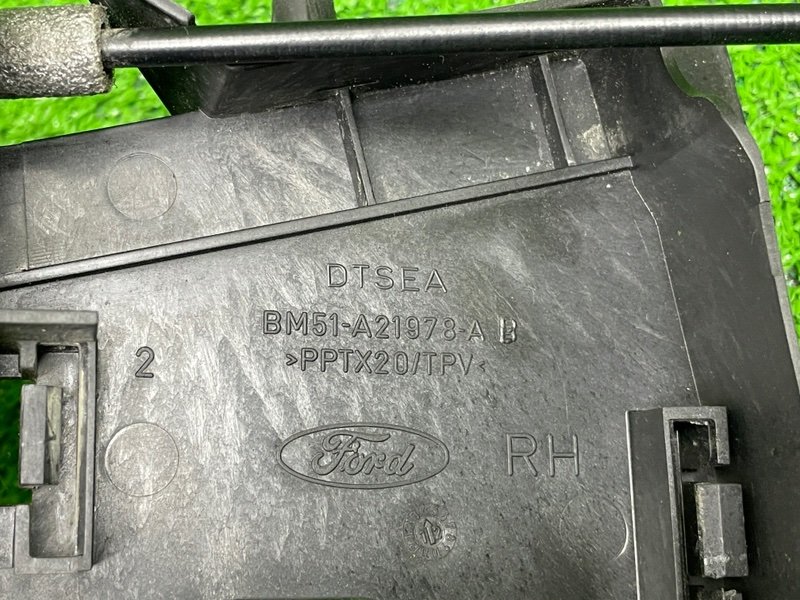 DTSEA
BM51-A21978-A B
2
>PPTX20/TPV<
Ford
RH